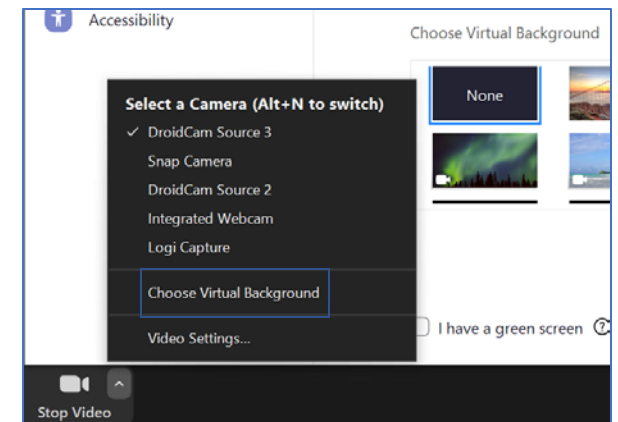 Accessibility
Choose Virtual Background
None
Select a Camera (Alt+N to switch)
✓ DroidCam Source 3
Snap Camera
DroidCam Source 2
Integrated Webcam
Logi Capture
Choose Virtual Background
Video Settings...
I have a green screen
Stop Video